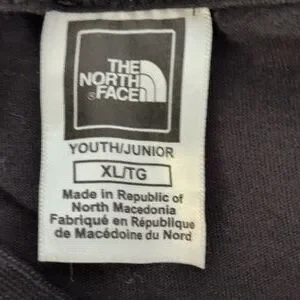 THE
NORTH
FACE
YOUTH/JUNIOR
XL/TG
Made in Republic of
North Macedonia
Fabriqué en République
de Macédoine du Nord